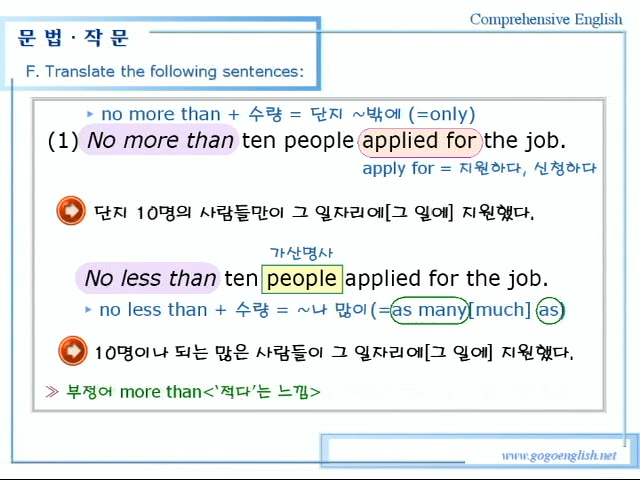 Comprehensive English
문 법 · 작 문
F. Translate the following sentences:
▸ no more than + 수량 = 단지 ~밖에 (=only)
(1) No more than ten people applied for the job.
apply for = 지원하다, 신청하다
단지 10명의 사람들만이 그 일자리에[그 일에] 지원했다.
가산명사
No less than ten people applied for the job.
▸ no less than + 수량 = ~나 많이(=as many[much] as)
10명이나 되는 많은 사람들이 그 일자리에[그 일에] 지원했다.
≫ 부정어 more than<‘적다’는 느낌>
www.gogoenglish.net